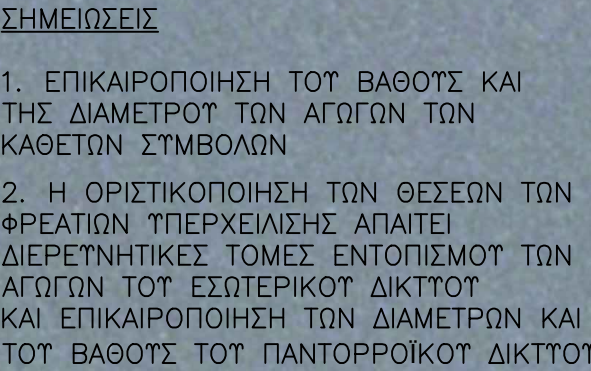 ΣΗΜΕΙΩΣΕΙΣ
1. ΕΠΙΚΑΙΡΟΠΟΙΗΣΗ ΤΟΥ ΒΑΘΟΥΣ ΚΑΙ
ΤΗΣ ΔΙΑΜΕΤΡΟΥ ΤΩΝ ΑΓΩΓΩΝ ΤΩΝ
ΚΑΘΕΤΩΝ ΣΥΜΒΟΛΩΝ
2. Η ΟΡΙΣΤΙΚΟΠΟΙΗΣΗ ΤΩΝ ΘΕΣΕΩΝ ΤΩΝ
ΦΡΕΑΤΙΩΝ ΥΠΕΡΧΕΙΛΙΣΗΣ ΑΠΑΙΤΕΙ
ΔΙΕΡΕΥΝΗΤΙΚΕΣ ΤΟΜΕΣ ΕΝΤΟΠΙΣΜΟΥ ΤΩΝ
ΑΓΩΓΩΝ ΤΟΥ ΕΣΩΤΕΡΙΚΟΥ ΔΙΚΤΥΟΥ
ΚΑΙ ΕΠΙΚΑΙΡΟΠΟΙΗΣΗ ΤΩΝ ΔΙΑΜΕΤΡΩΝ ΚΑΙ
ΤΟΥ ΒΑΘΟΥΣ ΤΟΥ ΠΑΝΤΟΡΡΟΪΚΟΥ ΔΙΚΤΥΟΥ